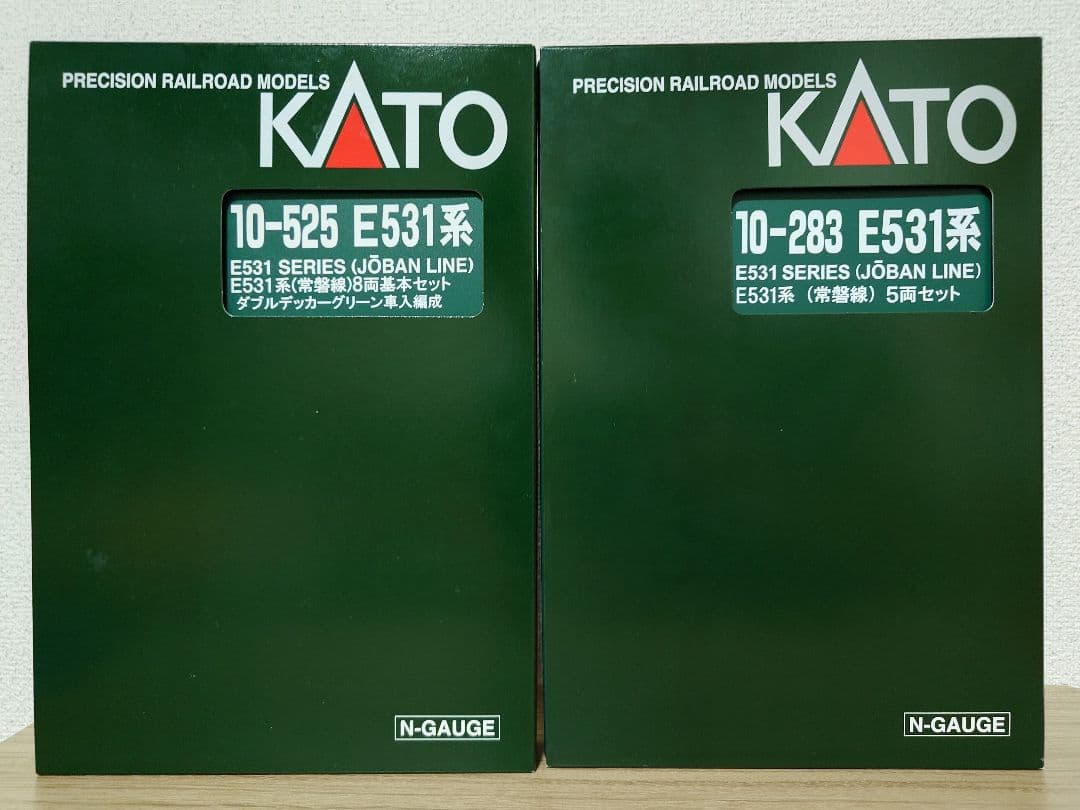 PRECISION RAILROAD MODELS
KATO
10-525 E531系
E531 SERIES (JŌBAN LINE)
E531系(常磐線)8両基本セット
ダブルデッカーグリーン車入編成
N-GAUGE
PRECISION RAILROAD MODELS
KATO
10-283 E531系
E531 SERIES (JŌBAN LINE)
E531系 (常磐線) 5両セット
N-GAUGE